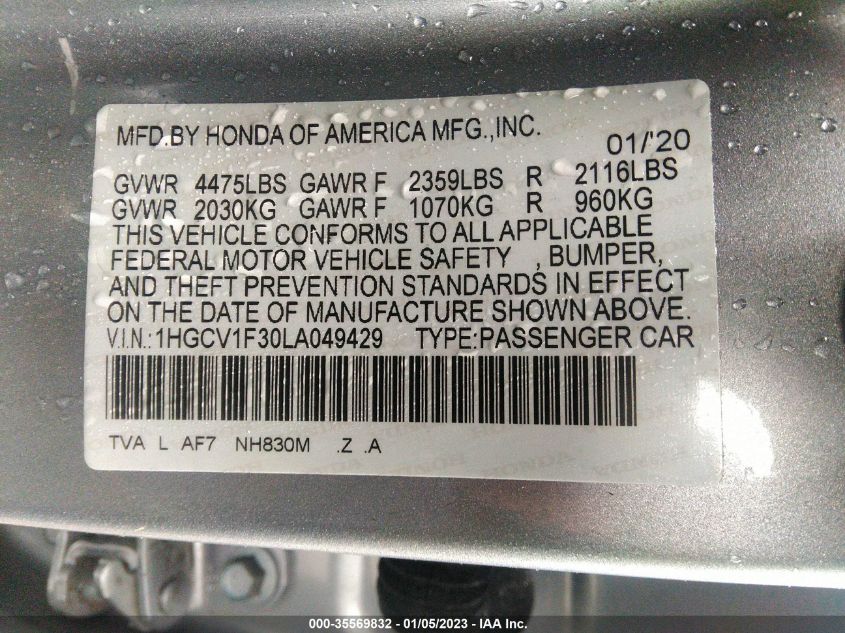 MFD.BY HONDA OF AMERICA MFG.,INC. 01/'20
GVWR 4475LBS GAWR F 2359LBS R 2116LBS
GVWR 2030KG GAWR F 1070KG R 960KG
THIS VEHICLE CONFORMS TO ALL APPLICABLE
FEDERAL MOTOR VEHICLE SAFETY , BUMPER,
AND THEFT PREVENTION STANDARDS IN EFFECT
ON THE DATE OF MANUFACTURE SHOWN ABOVE.
V.I.N.:1HGCV1F30LA049429 TYPE:PASSENGER CAR
TVA L AF7 NH830M .Z .A
000-35569832 - 01/05/2023 - IAA Inc.